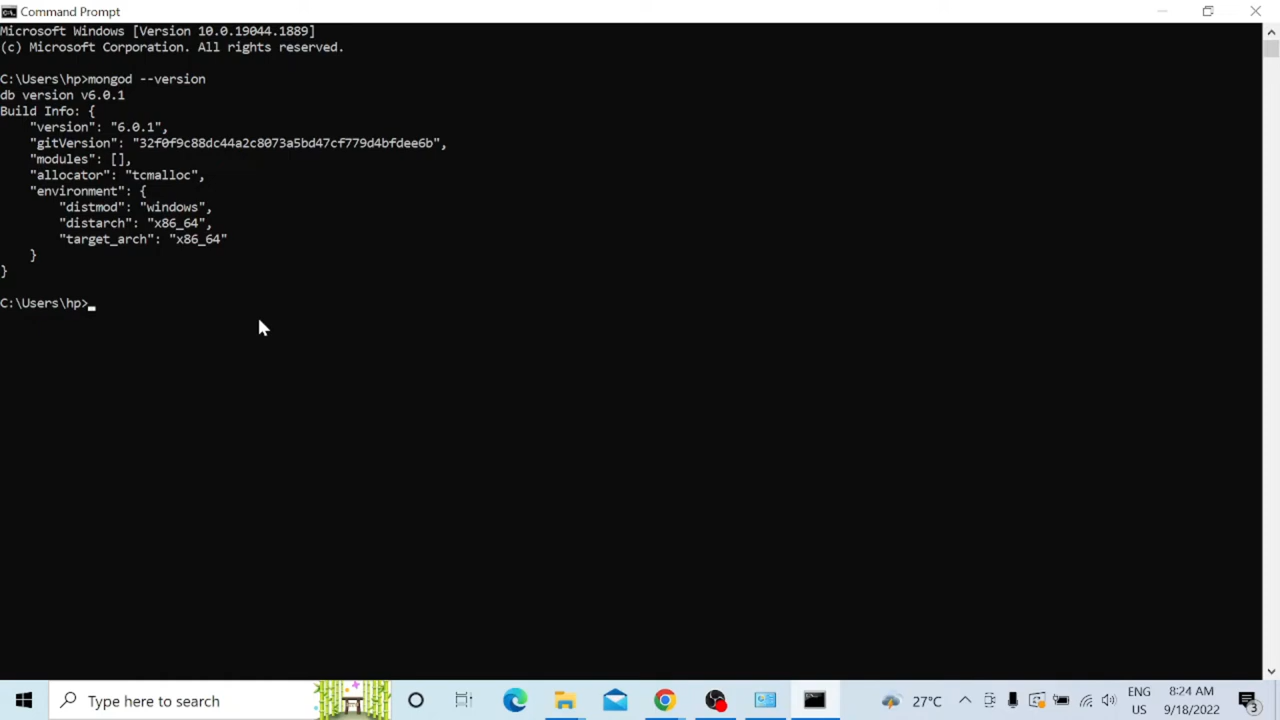 Command Prompt
Microsoft Windows [Version 10.0.19044.1889]
(c) Microsoft Corporation. All rights reserved.
C:\Users\hp>mongod --version
db version v6.0.1
Build Info: {
    "version": "6.0.1",
    "gitVersion": "32f0f9c88dc44a2c8073a5bd47cf779d4bfdee6b",
    "modules": [],
    "allocator": "tcmalloc",
    "environment": {
        "distmod": "windows",
        "distarch": "x86_64",
        "target_arch": "x86_64"
    }
}
C:\Users\hp>
Type here to search
27°C
ENG
US
8:24 AM
9/18/2022
3